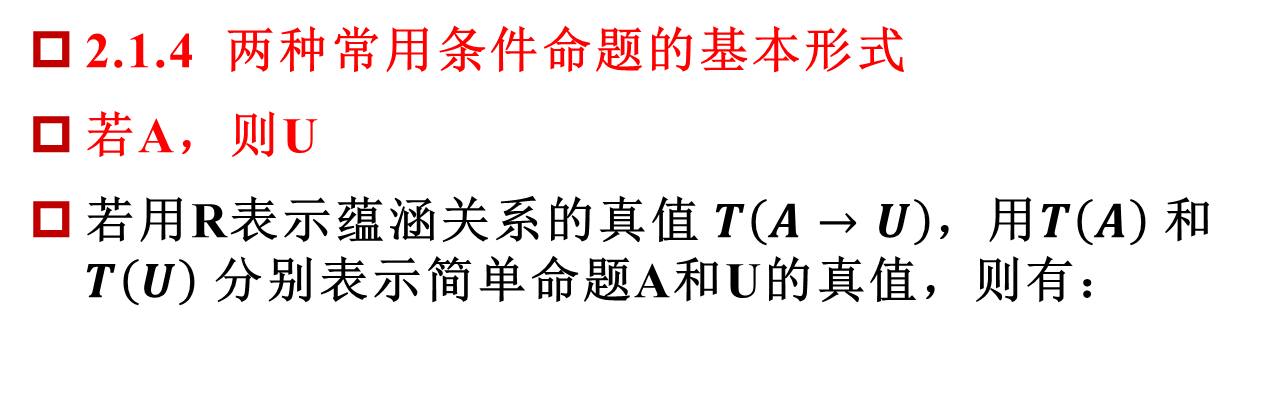 2.1.4 两种常用条件命题的基本形式
若A，则U
若用R表示蕴涵关系的真值 T(A → U)，用T(A) 和
T(U) 分别表示简单命题A和U的真值，则有：